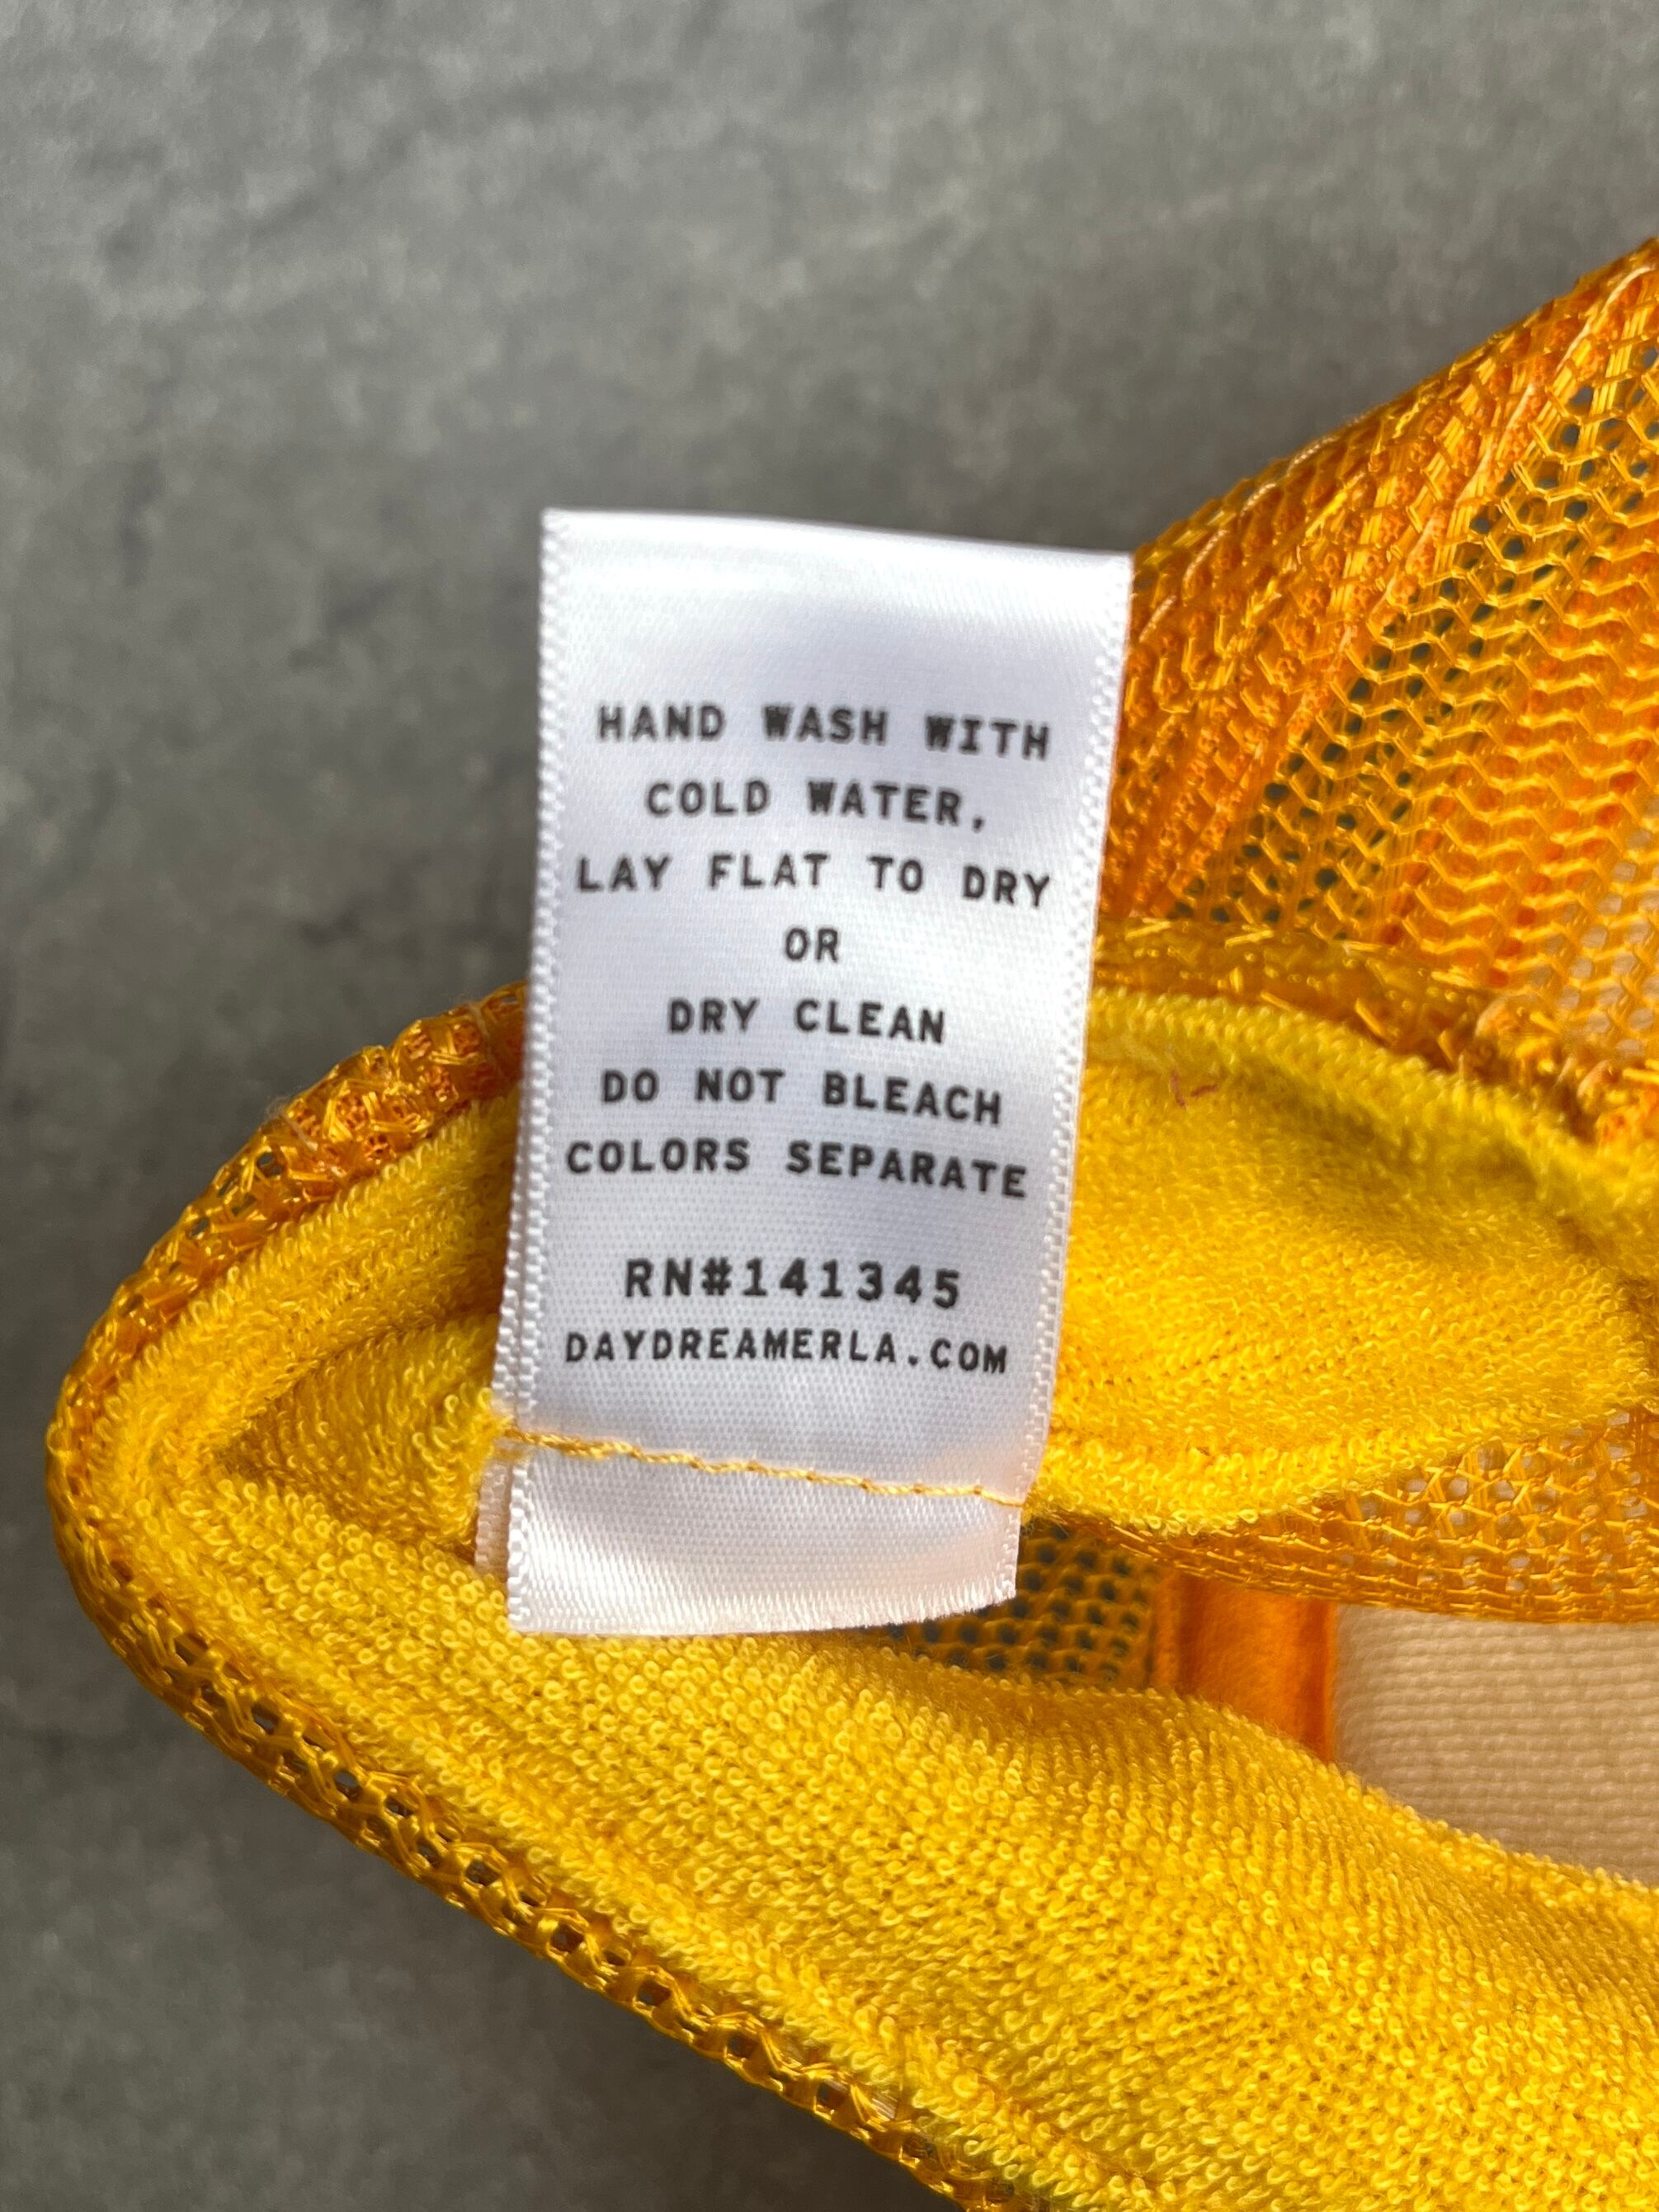 HAND WASH WITH
COLD WATER,
LAY FLAT TO DRY
OR
DRY CLEAN
DO NOT BLEACH
COLORS SEPARATE
RN#141345
DAYDREAMERLA.COM